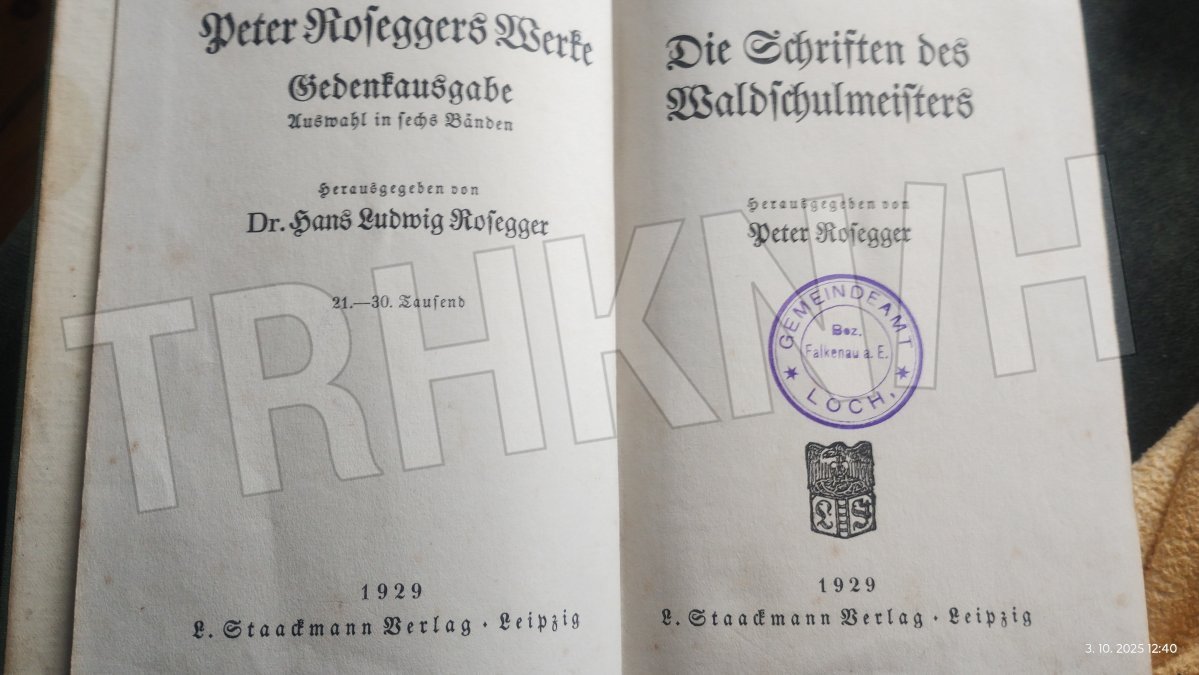 Peter Roseggers Werke
Gedenkausgabe
Auswahl in sechs Bänden
Herausgegeben von
Dr. Hans Ludwig Rosegger
21.—30. Tausend
1929
L. Staackmann Verlag · Leipzig
Die Schriften des
Waldschulmeisters
Herausgegeben von
Peter Rosegger
GEMEINDEAMT
Bez.
Falkenau a. E.
* LOCH, *
L S
1929
L. Staackmann Verlag · Leipzig
TRHKNVH
3. 10. 2025 12:40